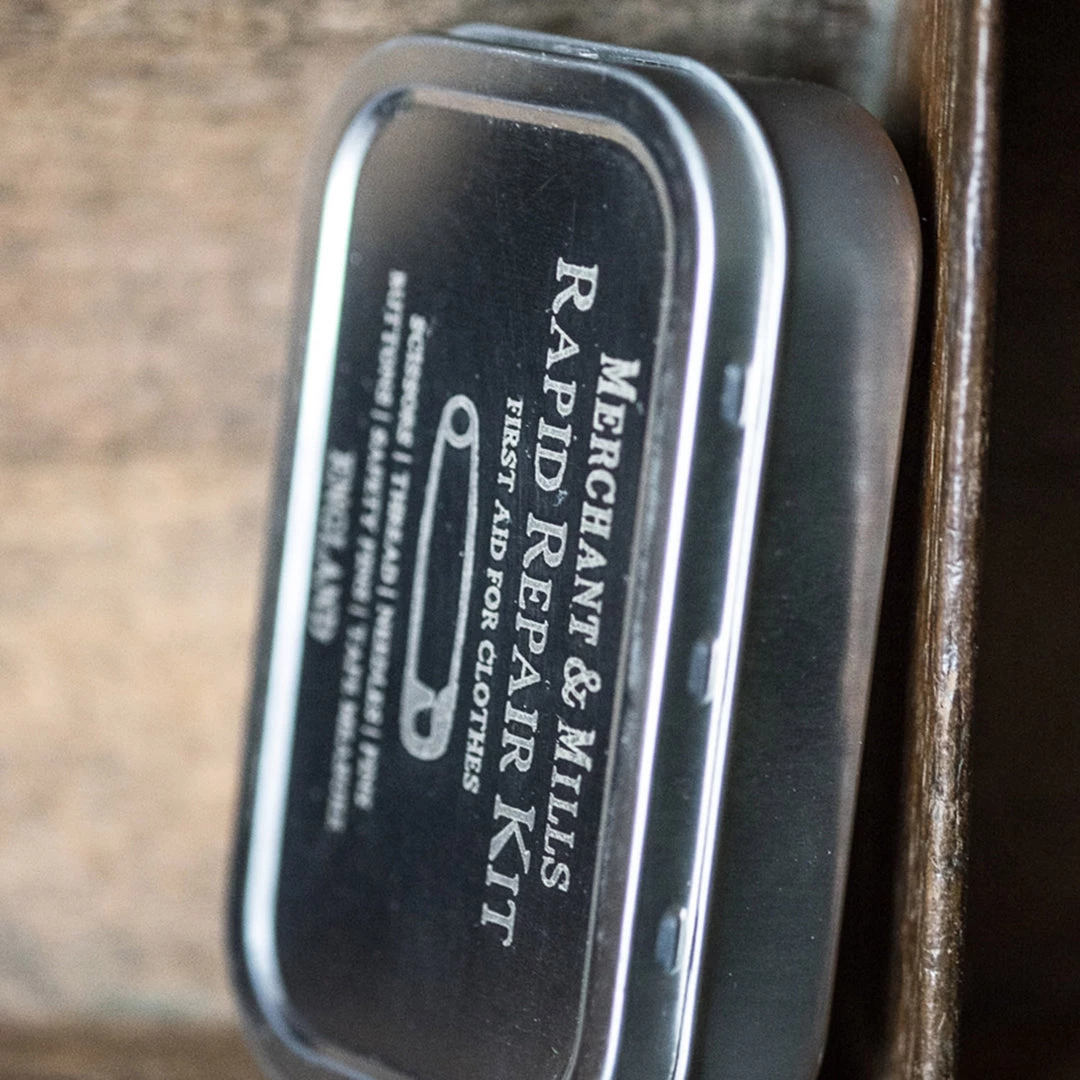 MERCHANT & MILLS
RAPID REPAIR KIT
FIRST AID FOR CLOTHES
SCISSORS | THREAD | NEEDLES | PINS
BUTTONS | SAFETY PINS | TAPE MEASURE
ENGLAND